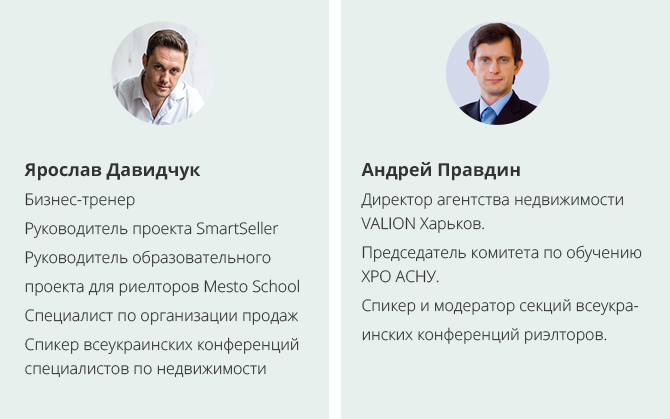 Ярослав Давидчук
Бизнес-тренер
Руководитель проекта SmartSeller
Руководитель образовательного
проекта для риелторов Mesto School
Специалист по организации продаж
Спикер всеукраинских конференций
специалистов по недвижимости
Андрей Правдин
Директор агентства недвижимости
VALION Харьков.
Председатель комитета по обучению
ХРО АСНУ.
Спикер и модератор секций всеукра-
инских конференций риэлторов.